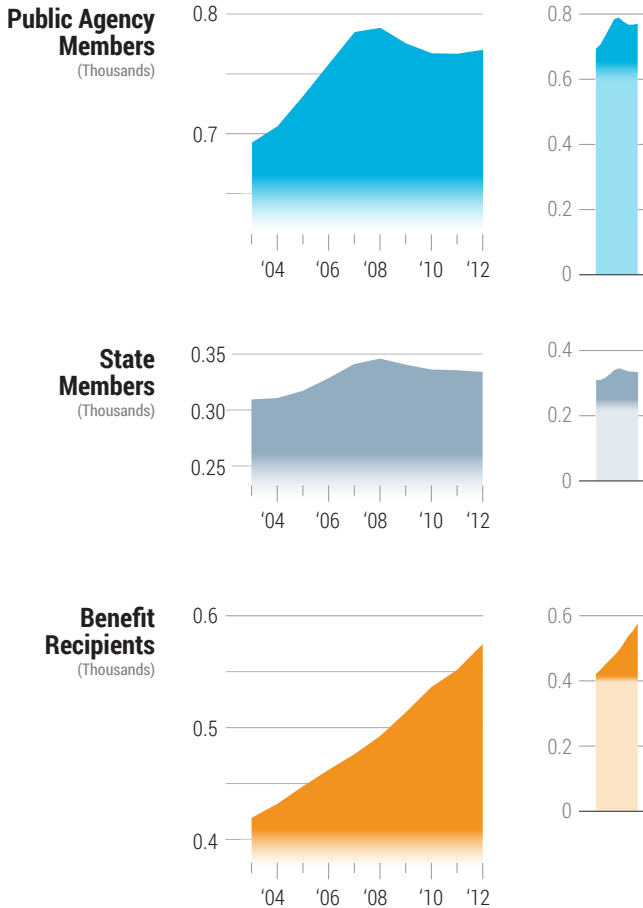 Public Agency
Members
(Thousands)
0.8
0.7
‘04 ‘06 ‘08 ‘10 ‘12
0.8
0.6
0.4
0.2
0
State
Members
(Thousands)
0.35
0.30
0.25
‘04 ‘06 ‘08 ‘10 ‘12
0.4
0.2
0
Benefit
Recipients
(Thousands)
0.6
0.5
0.4
‘04 ‘06 ‘08 ‘10 ‘12
0.6
0.4
0.2
0